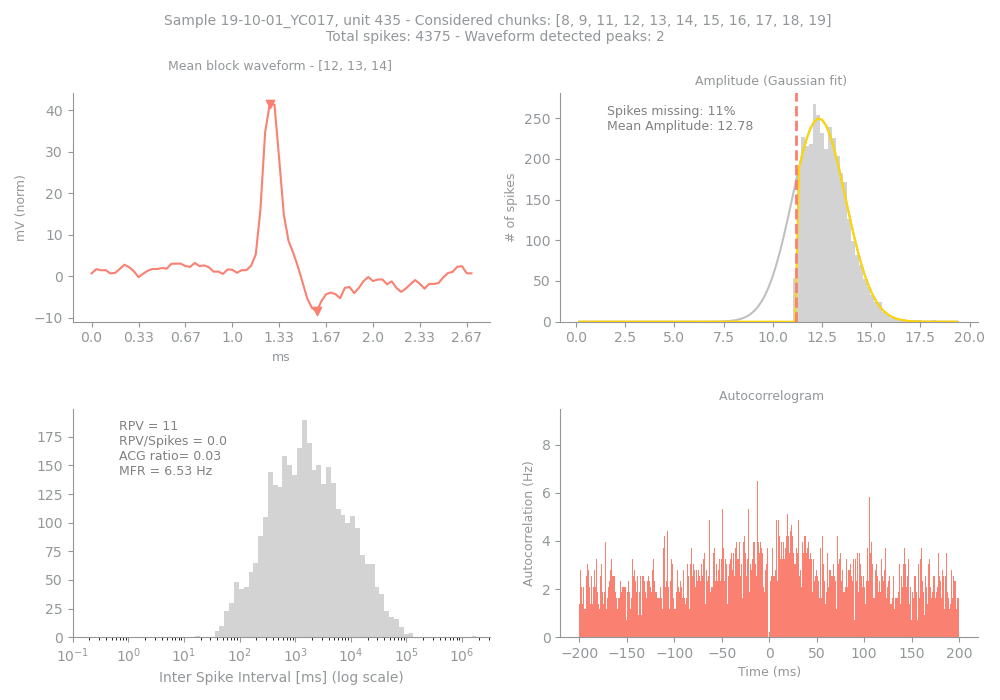 Sample 19-10-01_YC017, unit 435 - Considered chunks: [8, 9, 11, 12, 13, 14, 15, 16, 17, 18, 19]
Total spikes: 4375 - Waveform detected peaks: 2
Mean block waveform - [12, 13, 14]
mV (norm)
40
30
20
10
0
−10
0.0 0.33 0.67 1.0 1.33 1.67 2.0 2.33 2.67
ms
Amplitude (Gaussian fit)
Spikes missing: 11%
Mean Amplitude: 12.78
# of spikes
250
200
150
100
50
0
0.0 2.5 5.0 7.5 10.0 12.5 15.0 17.5 20.0
RPV = 11
RPV/Spikes = 0.0
ACG ratio= 0.03
MFR = 6.53 Hz
175
150
125
100
75
50
25
0
10⁻¹ 10⁰ 10¹ 10² 10³ 10⁴ 10⁵ 10⁶
Inter Spike Interval [ms] (log scale)
Autocorrelogram
Autocorrelation (Hz)
8
6
4
2
0
−200 −150 −100 −50 0 50 100 150 200
Time (ms)